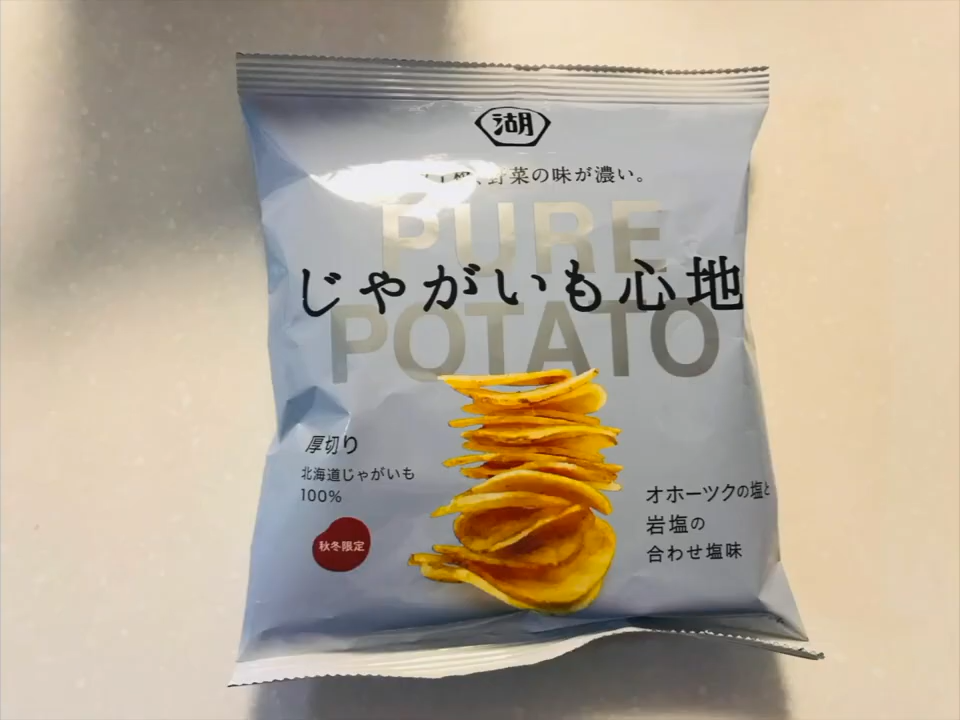 湖
野菜の味が濃い。
PURE
じゃがいも心地
POTATO
厚切り
北海道じゃがいも
100%
秋冬限定
オホーツクの塩と
岩塩の
合わせ塩味